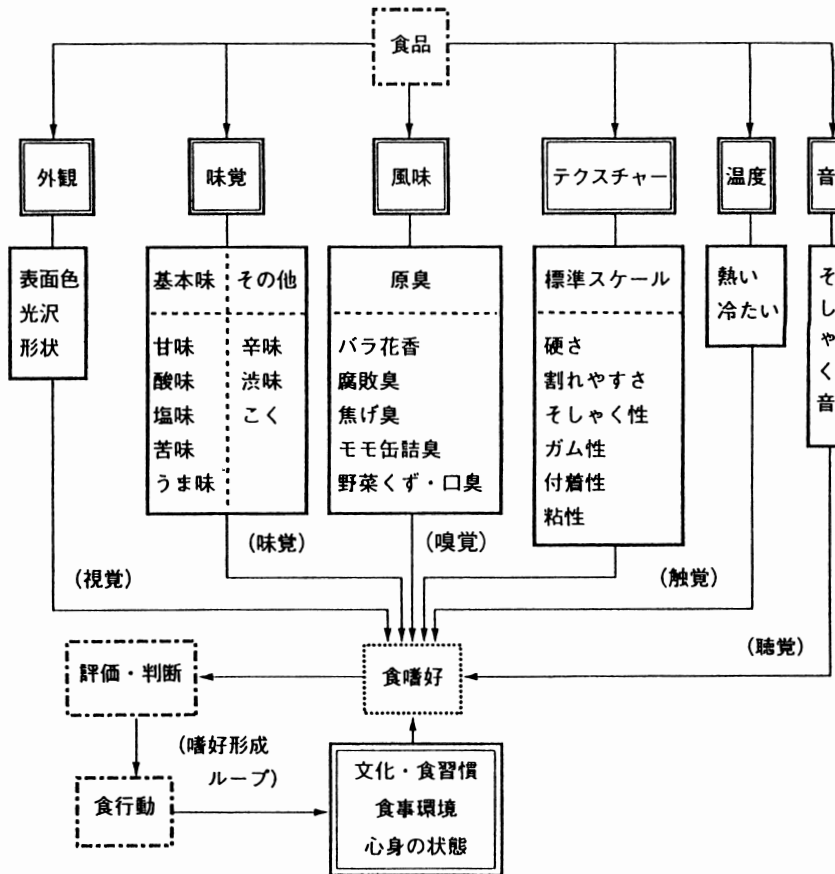 食品
外観
味覚
風味
テクスチャー
温度
音
表面色
光沢
形状
基本味
その他
甘味
酸味
塩味
苦味
うま味
辛味
渋味
こく
原臭
バラ花香
腐敗臭
焦げ臭
モモ缶詰臭
野菜くず・口臭
標準スケール
硬さ
割れやすさ
そしゃく性
ガム性
付着性
粘性
熱い
冷たい
そ
し
ゃ
く
音
(視覚)
(味覚)
(嗅覚)
(触覚)
(聴覚)
食嗜好
評価・判断
(嗜好形成
ループ)
食行動
文化・食習慣
食事環境
心身の状態